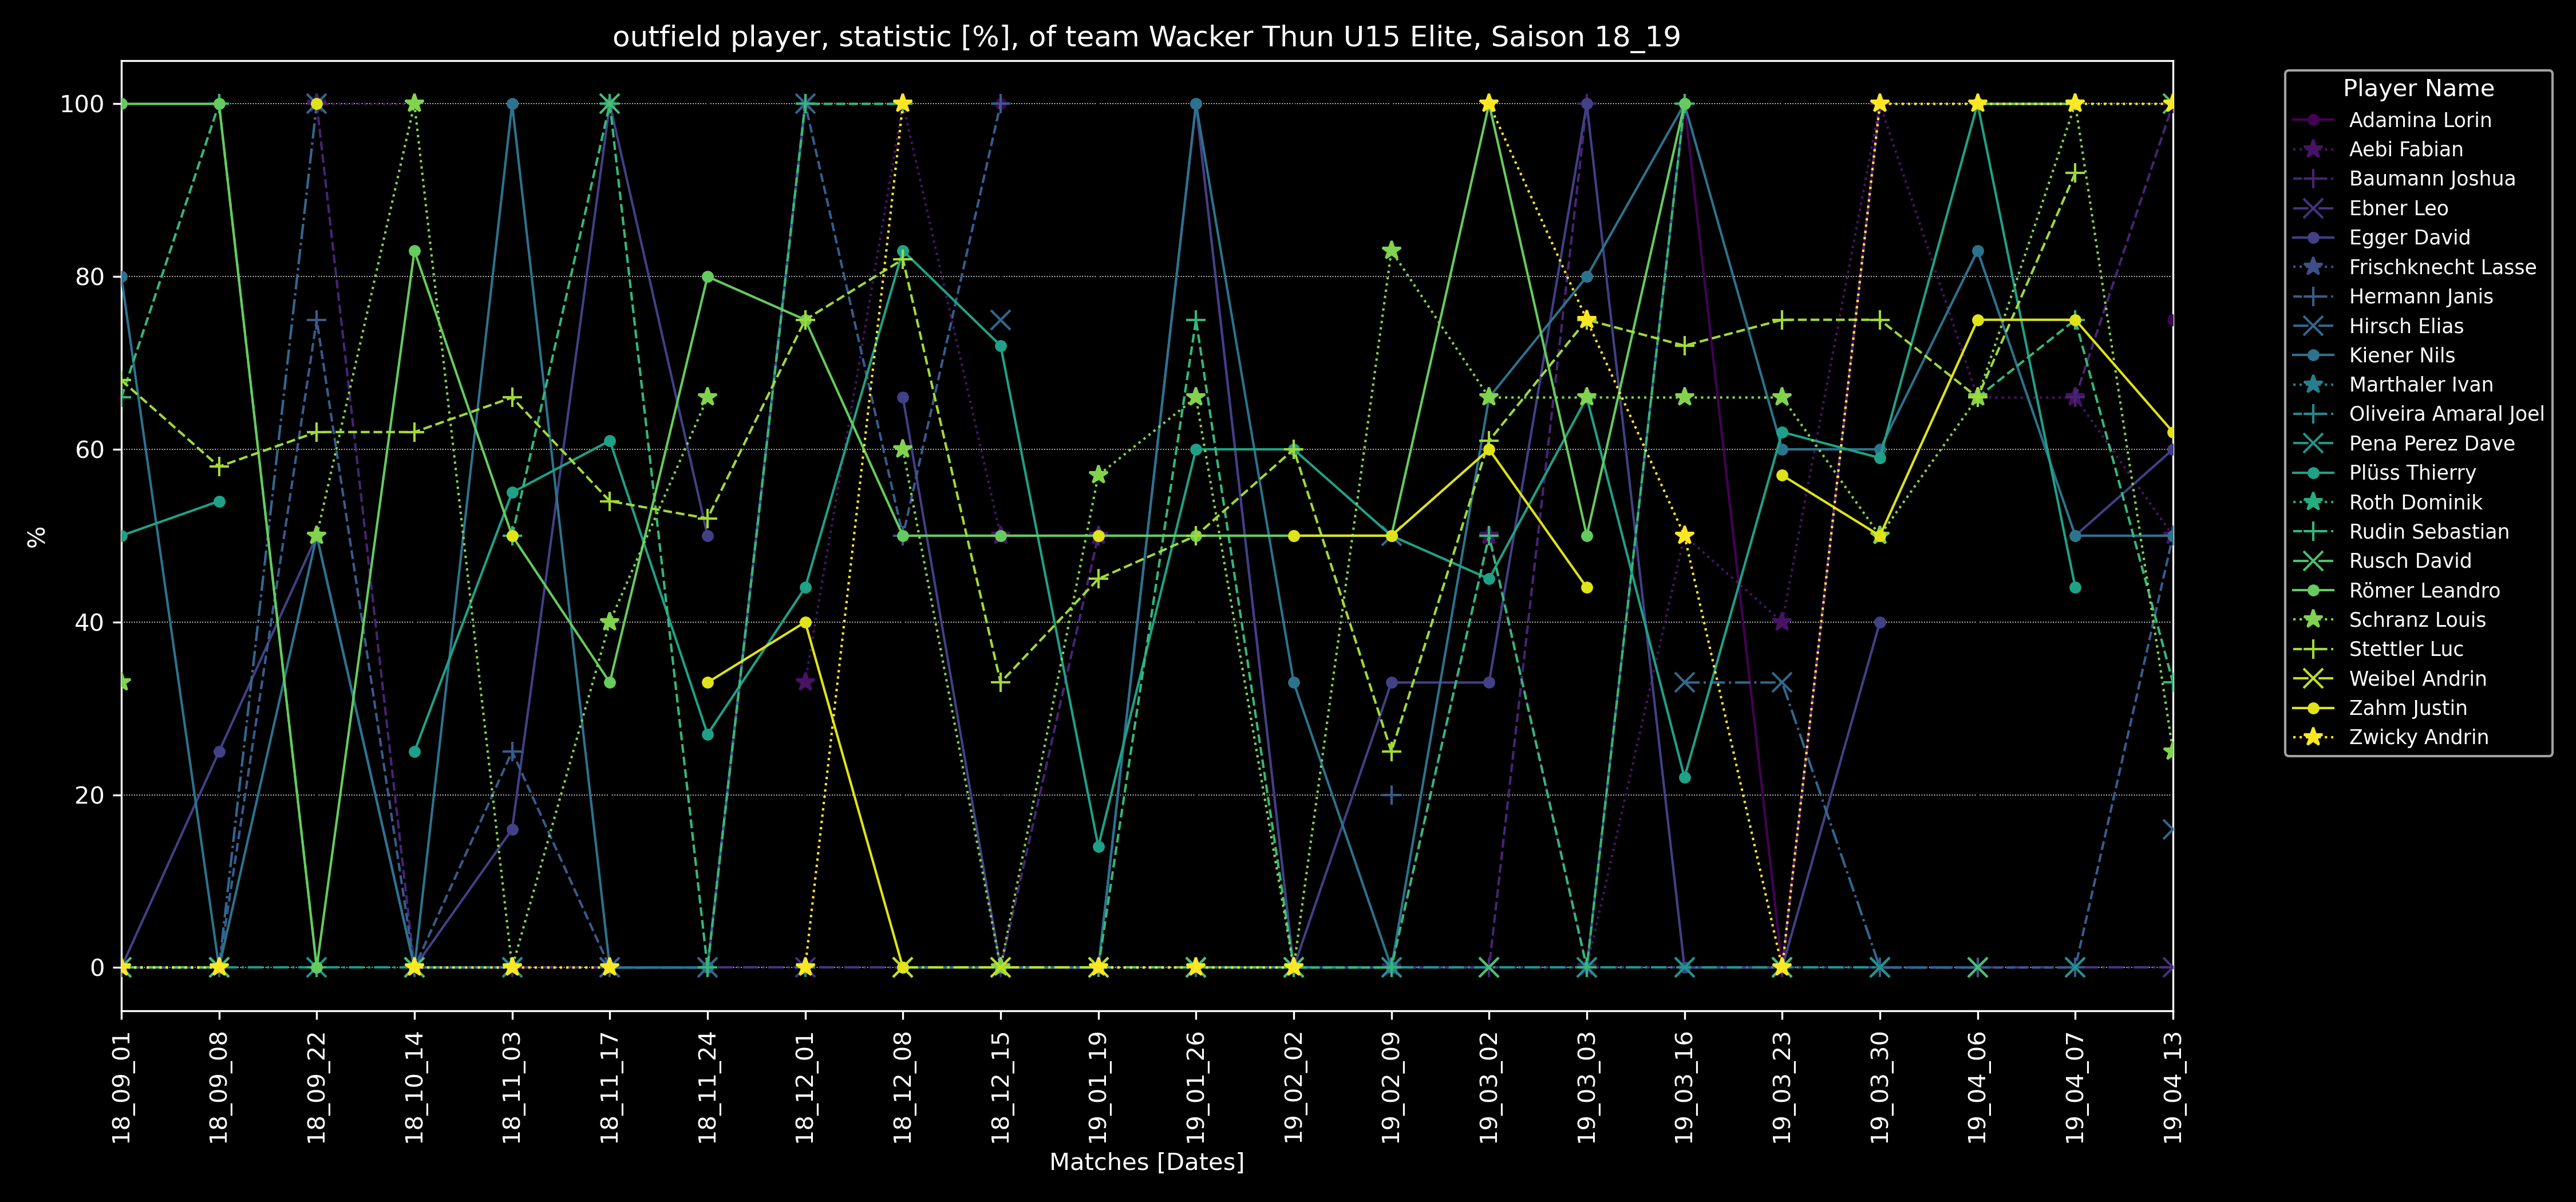 outfield player, statistic [%], of team Wacker Thun U15 Elite, Saison 18_19
100
80
60
40
20
0
%
18_09_01
18_09_08
18_09_22
18_10_14
18_11_03
18_11_17
18_11_24
18_12_01
18_12_08
18_12_15
19_01_19
19_01_26
19_02_02
19_02_09
19_03_02
19_03_03
19_03_16
19_03_23
19_03_30
19_04_06
19_04_07
19_04_13
Matches [Dates]
Player Name
Adamina Lorin
Aebi Fabian
Baumann Joshua
Ebner Leo
Egger David
Frischknecht Lasse
Hermann Janis
Hirsch Elias
Kiener Nils
Marthaler Ivan
Oliveira Amaral Joel
Pena Perez Dave
Plüss Thierry
Roth Dominik
Rudin Sebastian
Rusch David
Römer Leandro
Schranz Louis
Stettler Luc
Weibel Andrin
Zahm Justin
Zwicky Andrin